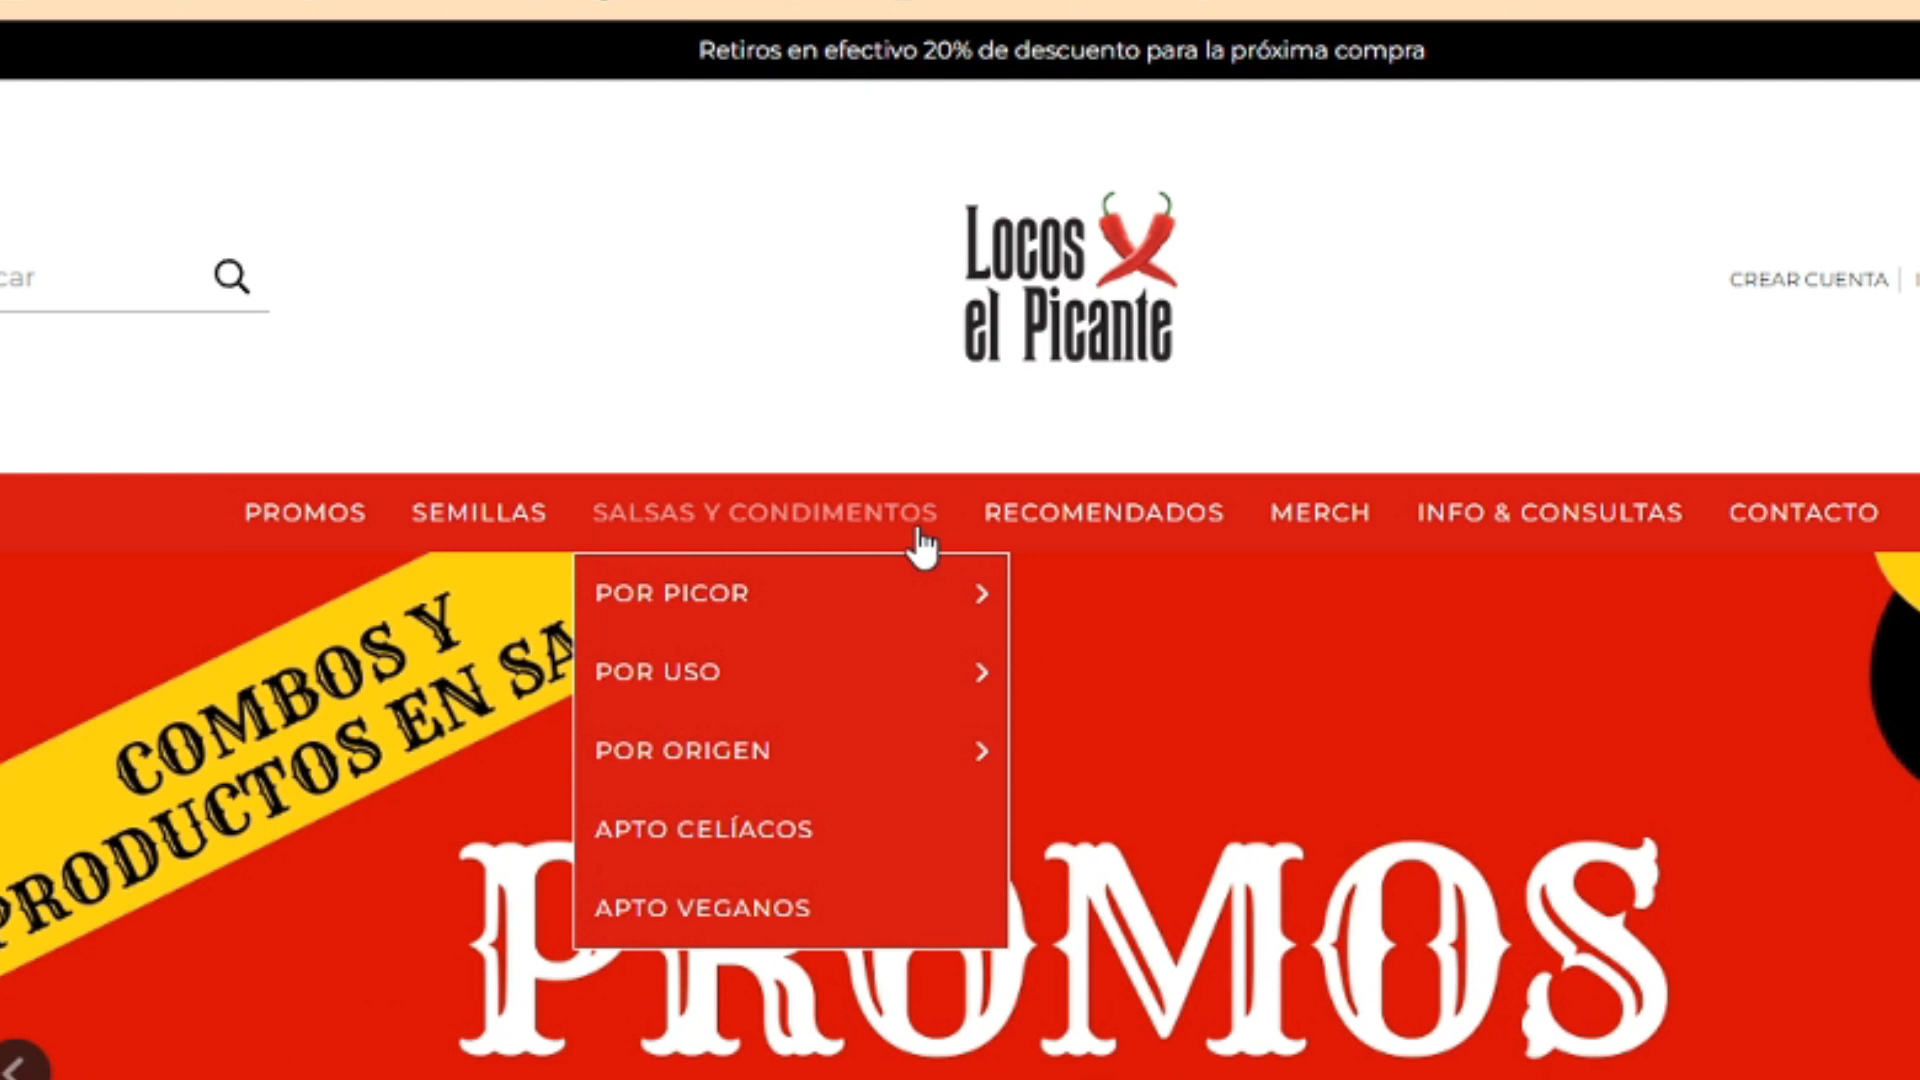 Retiros en efectivo 20% de descuento para la próxima compra
car
Locos
el Picante
CREAR CUENTA
PROMOS SEMILLAS SALSAS Y CONDIMENTOS RECOMENDADOS MERCH INFO & CONSULTAS CONTACTO
POR PICOR
POR USO
POR ORIGEN
APTO CELÍACOS
APTO VEGANOS
COMBOS Y
PRODUCTOS EN SA
PROMOS